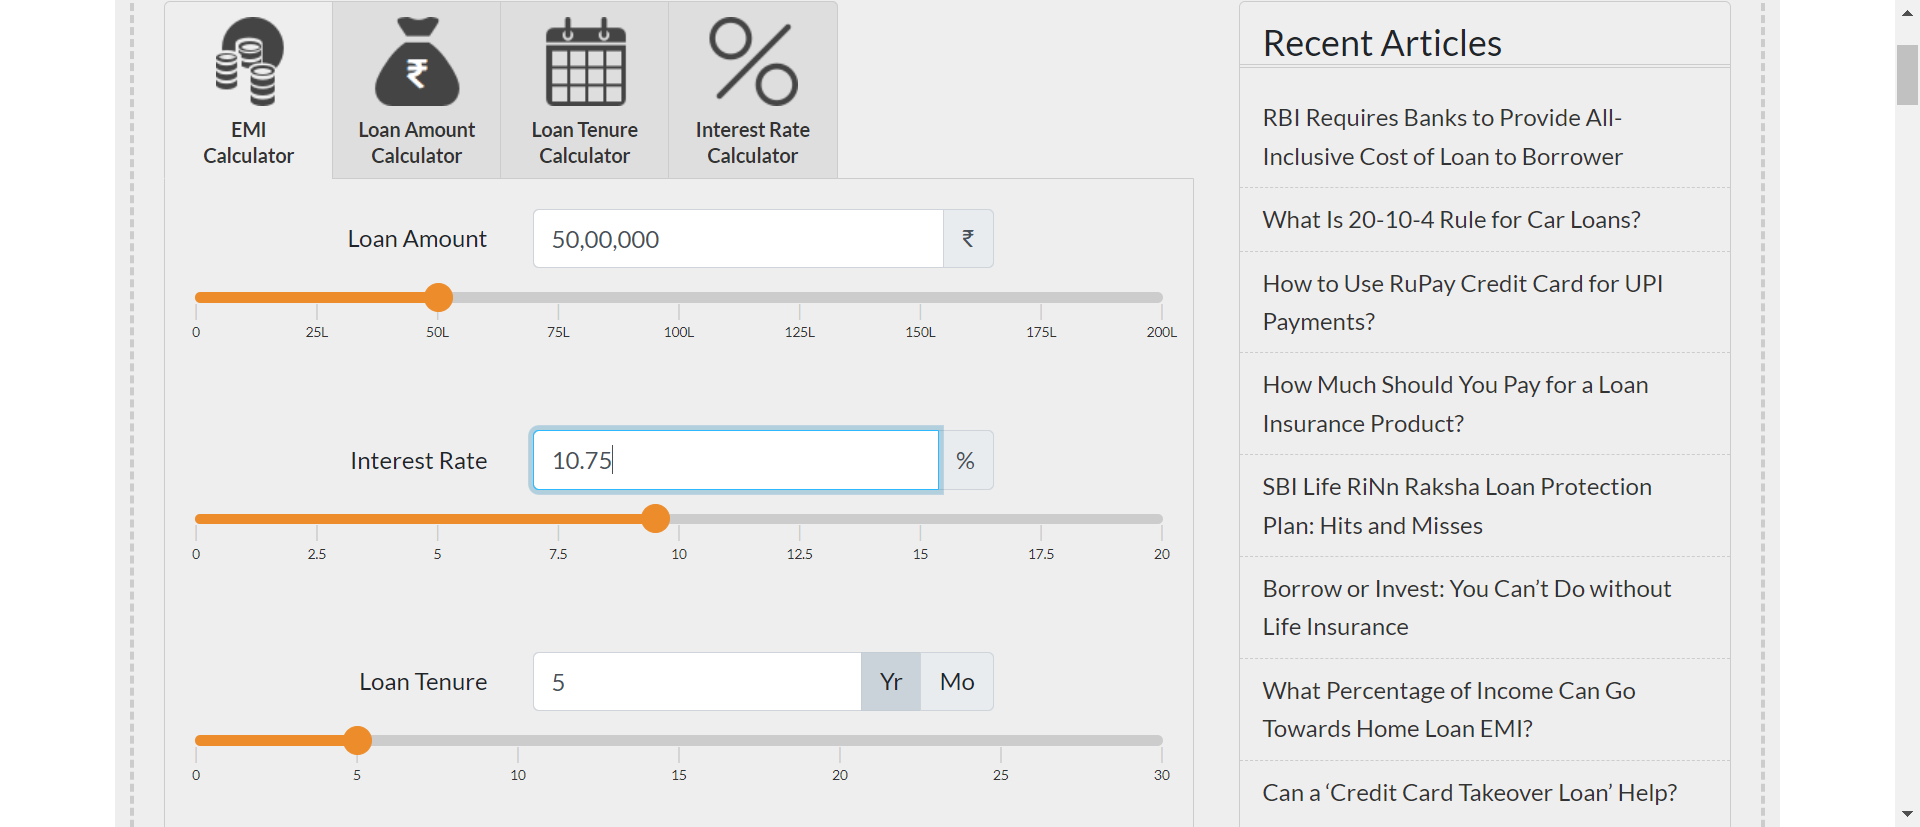 EMI
Calculator
Loan Amount
Calculator
Loan Tenure
Calculator
Interest Rate
Calculator
Loan Amount
50,00,000
₹
0 25L 50L 75L 100L 125L 150L 175L 200L
Interest Rate
10.75
%
0 2.5 5 7.5 10 12.5 15 17.5 20
Loan Tenure
5
Yr
Mo
0 5 10 15 20 25 30
Recent Articles
RBI Requires Banks to Provide All-
Inclusive Cost of Loan to Borrower
What Is 20-10-4 Rule for Car Loans?
How to Use RuPay Credit Card for UPI
Payments?
How Much Should You Pay for a Loan
Insurance Product?
SBI Life RiNn Raksha Loan Protection
Plan: Hits and Misses
Borrow or Invest: You Can’t Do without
Life Insurance
What Percentage of Income Can Go
Towards Home Loan EMI?
Can a ‘Credit Card Takeover Loan’ Help?